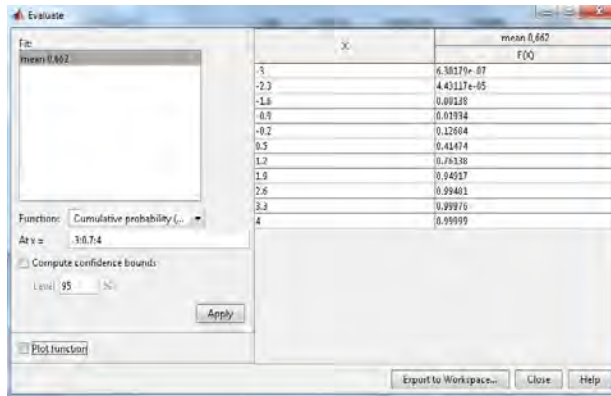 Evaluate
Fit:
mean 0,662
Function: Cumulative probability (...
At x = -3:0.7:4
Compute confidence bounds
Level 95 %
Apply
Plot function
X mean 0,662
F(X)
-3 6.38179e-07
-2.3 4.43117e-05
-1.6 0.00138
-0.9 0.01934
-0.2 0.12604
0.5 0.41474
1.2 0.76138
1.9 0.94917
2.6 0.99401
3.3 0.99976
4 0.99999
Export to Workspace... Close Help